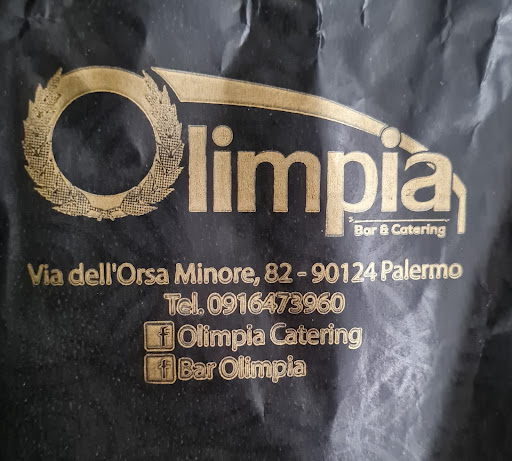 Olimpia
Bar & Catering
Via dell'Orsa Minore, 82 - 90124 Palermo
Tel. 0916473960
f Olimpia Catering
f Bar Olimpia